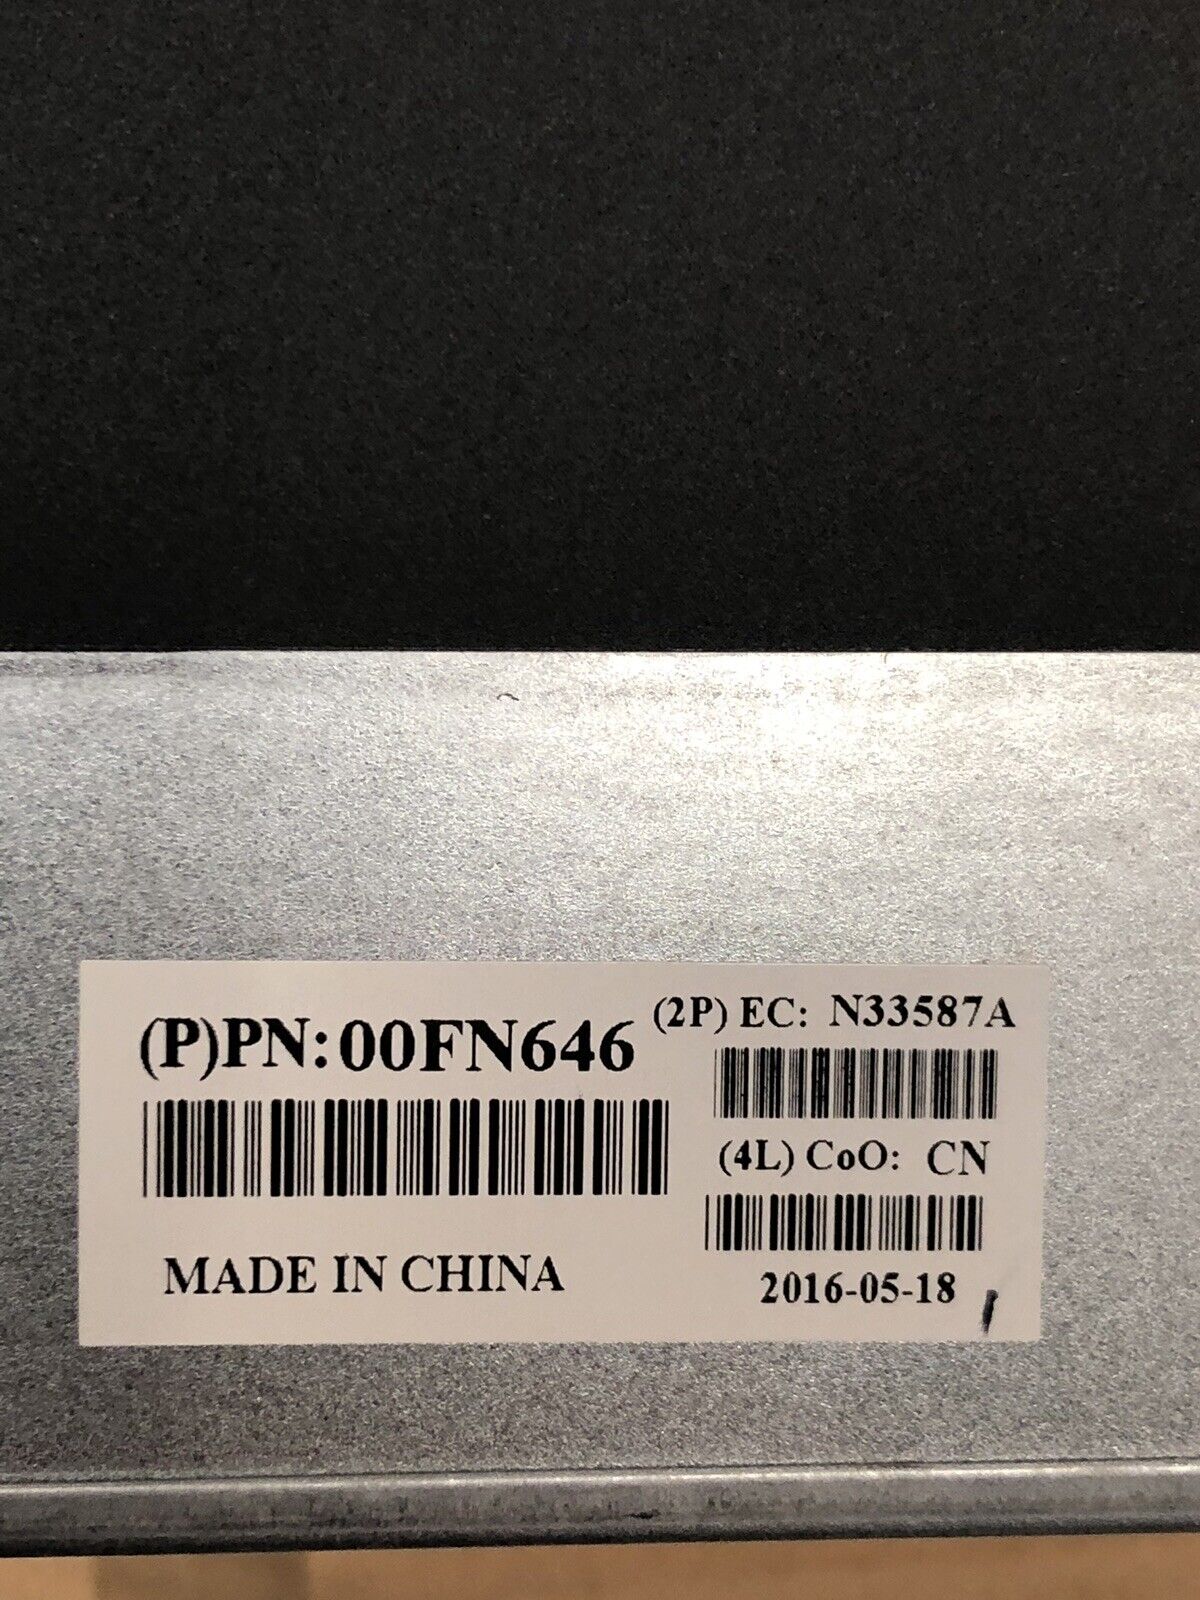 (P)PN:00FN646
MADE IN CHINA
(2P) EC: N33587A
(4L) CoO: CN
2016-05-18